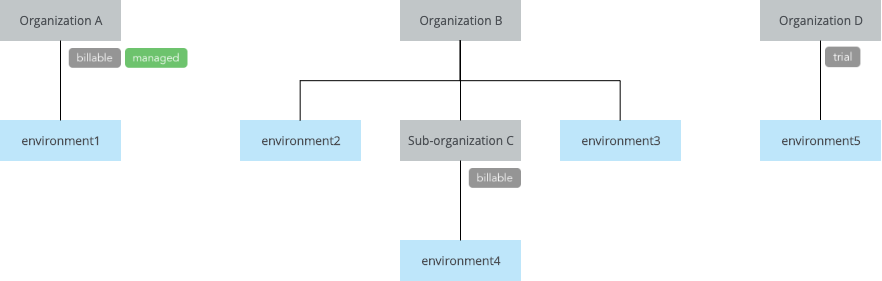 Organization A
Organization B
Organization D
billable
managed
trial
environment1
environment2
Sub-organization C
environment3
environment5
billable
environment4